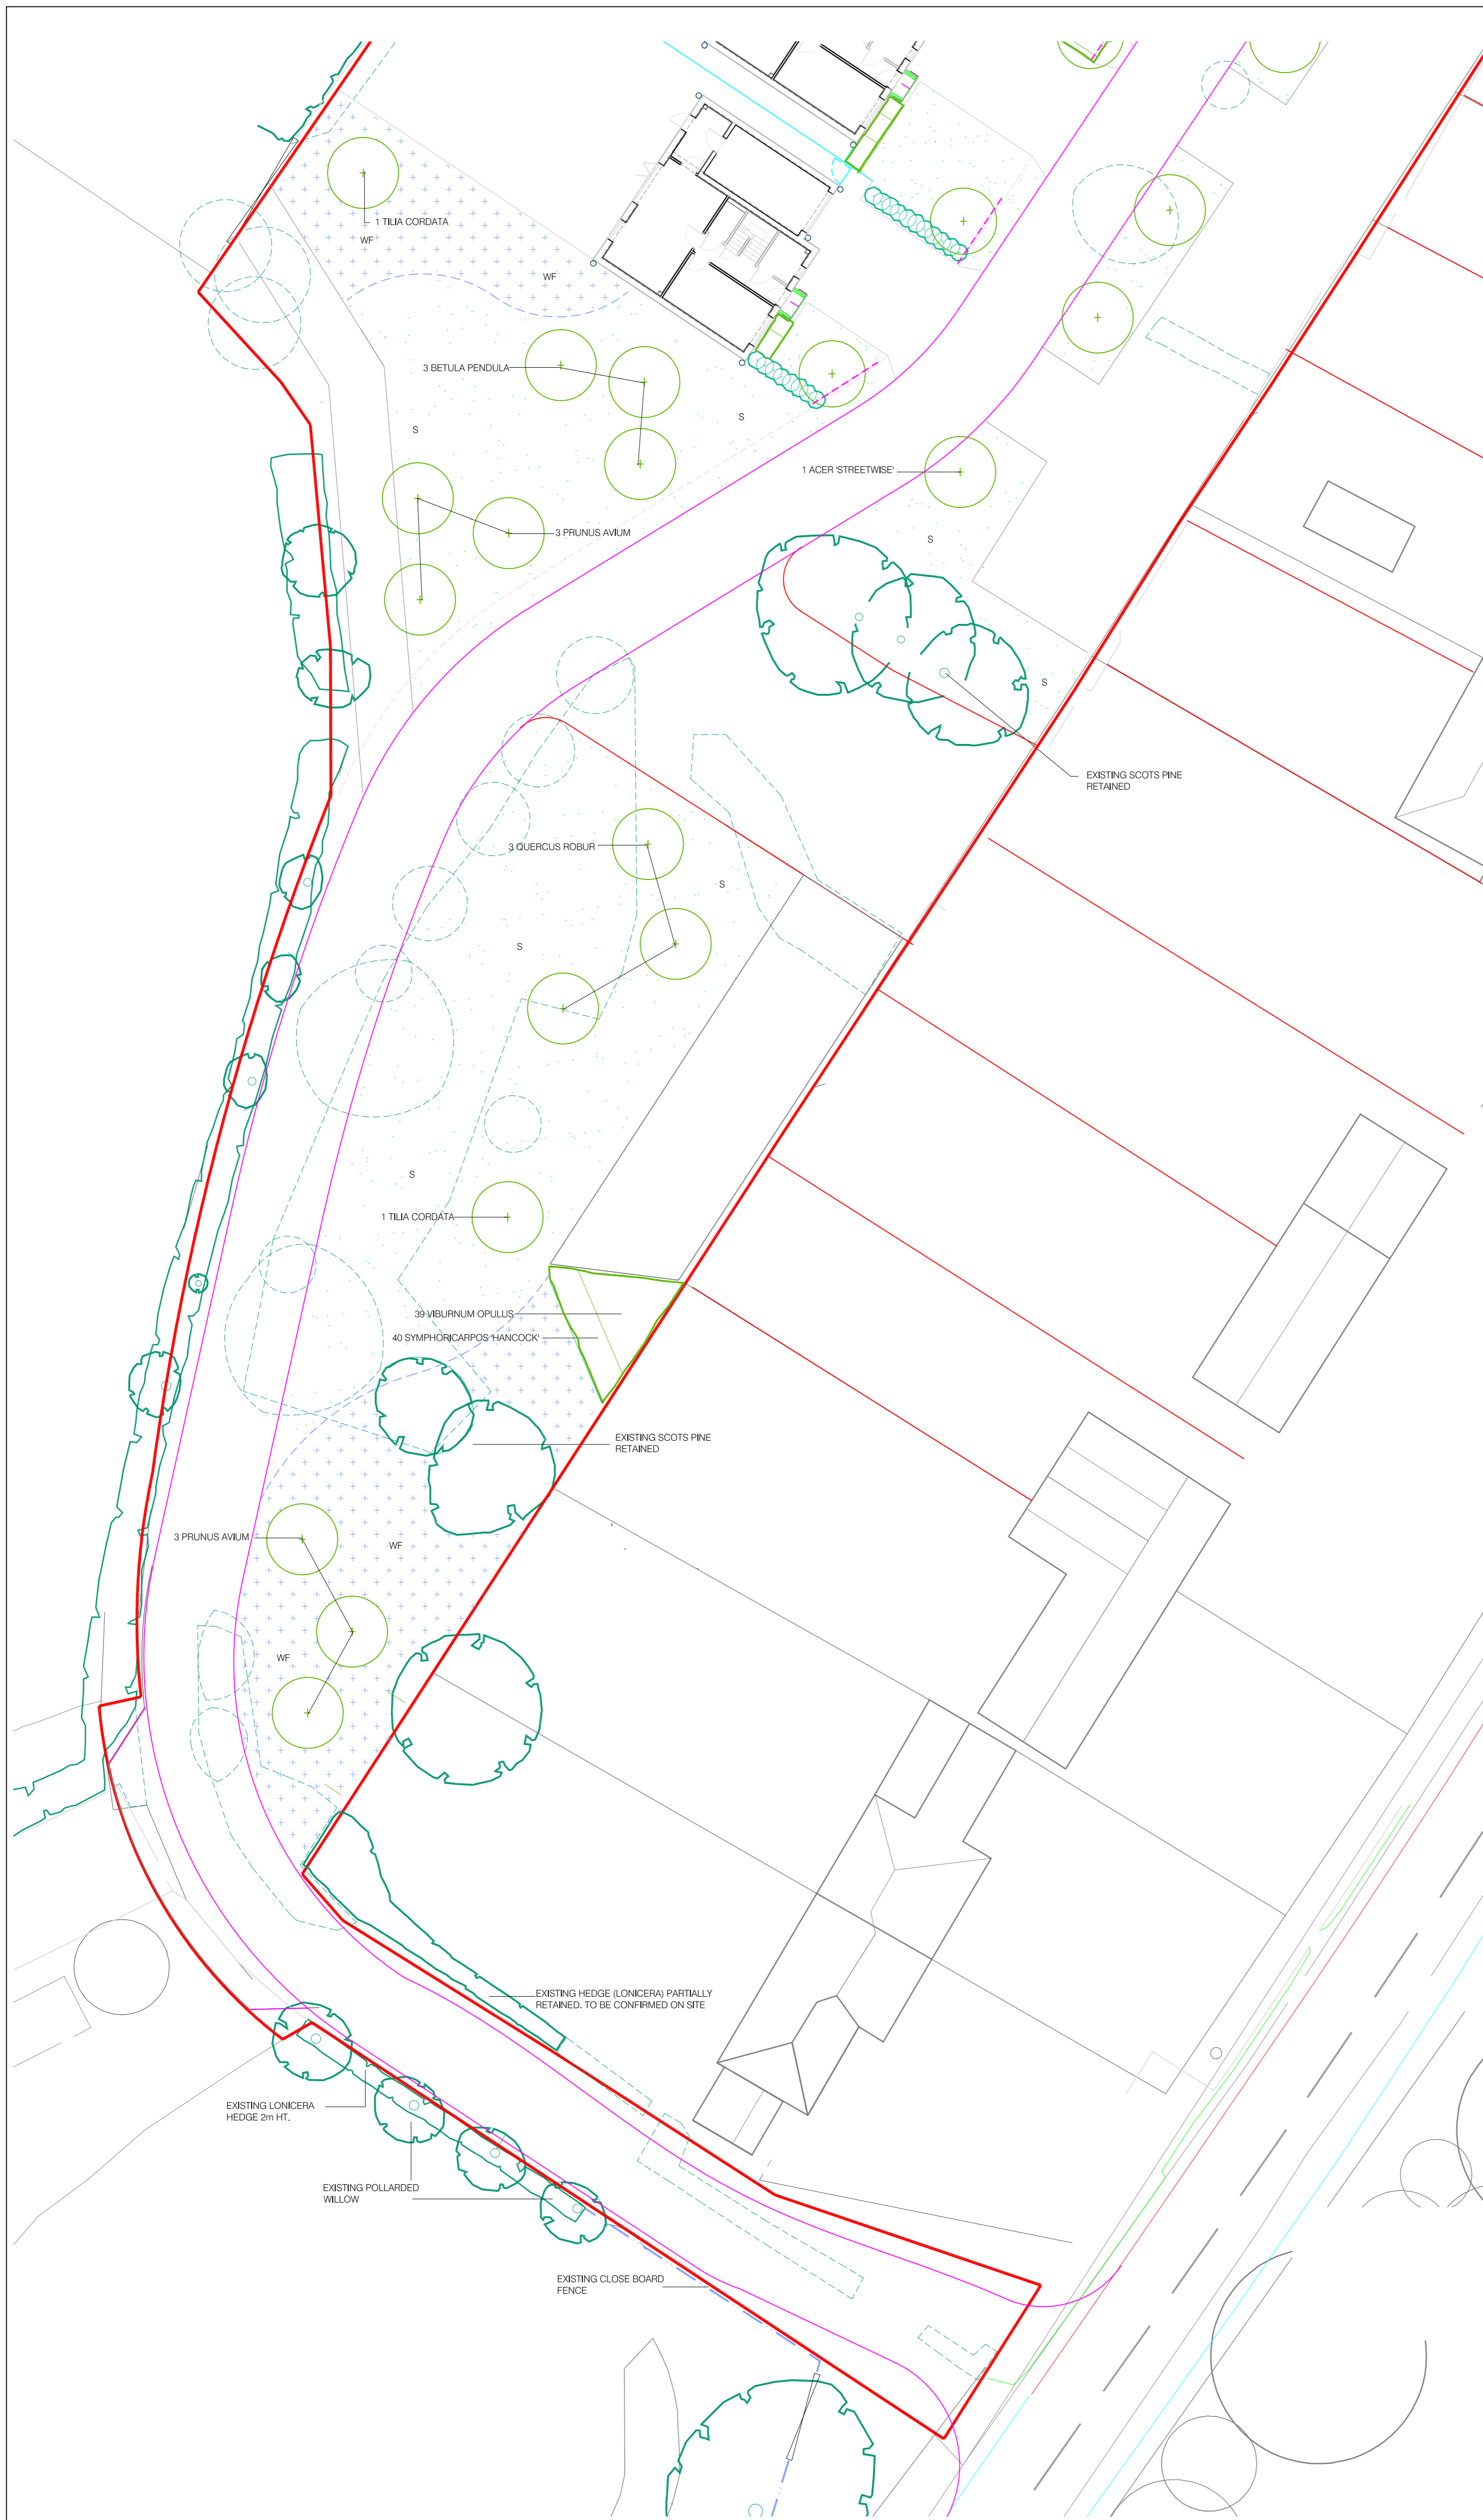 1 TILIA CORDATA
WF
WF
3 BETULA PENDULA
S
S
1 ACER 'STREETWISE'
3 PRUNUS AVIUM
S
S
EXISTING SCOTS PINE
RETAINED
3 QUERCUS ROBUR
S
S
S
1 TILIA CORDATA
39 VIBURNUM OPULUS
40 SYMPHORICARPOS 'HANCOCK'
EXISTING SCOTS PINE
RETAINED
3 PRUNUS AVIUM
WF
WF
EXISTING HEDGE (LONICERA) PARTIALLY
RETAINED. TO BE CONFIRMED ON SITE
EXISTING LONICERA
HEDGE 2m HT.
EXISTING POLLARDED
WILLOW
EXISTING CLOSE BOARD
FENCE